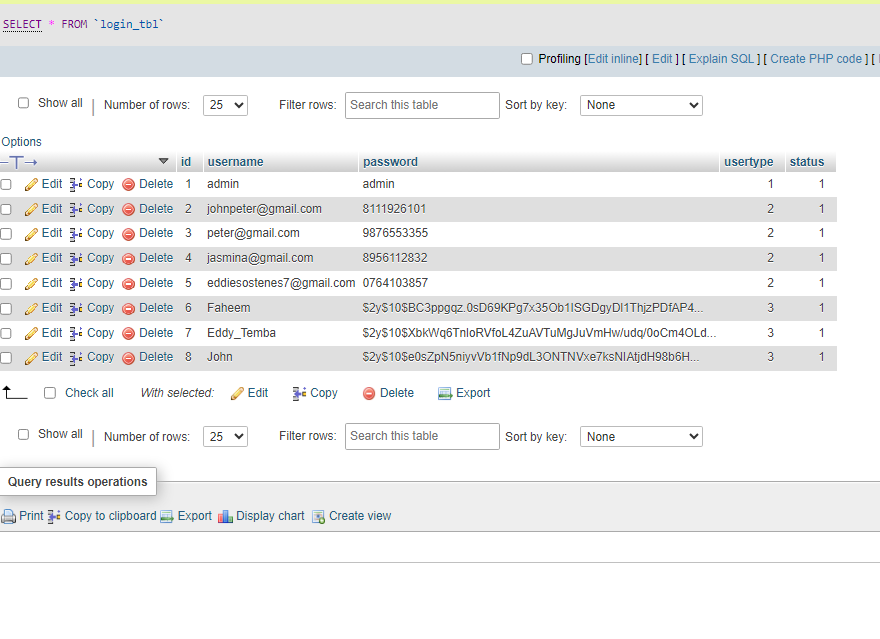 SELECT * FROM `login_tbl`
Profiling [Edit inline] [ Edit ] [ Explain SQL ] [ Create PHP code ] [
Show all | Number of rows: 25 Filter rows: Search this table Sort by key: None
Options
←T→ id username password usertype status
Edit Copy Delete 1 admin admin 1 1
Edit Copy Delete 2 johnpeter@gmail.com 8111926101 2 1
Edit Copy Delete 3 peter@gmail.com 9876553355 2 1
Edit Copy Delete 4 jasmina@gmail.com 8956112832 2 1
Edit Copy Delete 5 eddiesostenes7@gmail.com 0764103857 2 1
Edit Copy Delete 6 Faheem $2y$10$BC3ppgqz.0sD69KPg7x35Ob1ISGDgyDl1ThjzPDfAP4... 3 1
Edit Copy Delete 7 Eddy_Temba $2y$10$XbkWq6TnloRVfoL4ZuAVTuMgJuVmHw/udq/0oCm4OLd... 3 1
Edit Copy Delete 8 John $2y$10$e0sZpN5niyvVb1fNp9dL3ONTNVxe7ksNIAtjdH98b6H... 3 1
Check all With selected: Edit Copy Delete Export
Show all | Number of rows: 25 Filter rows: Search this table Sort by key: None
Query results operations
Print Copy to clipboard Export Display chart Create view